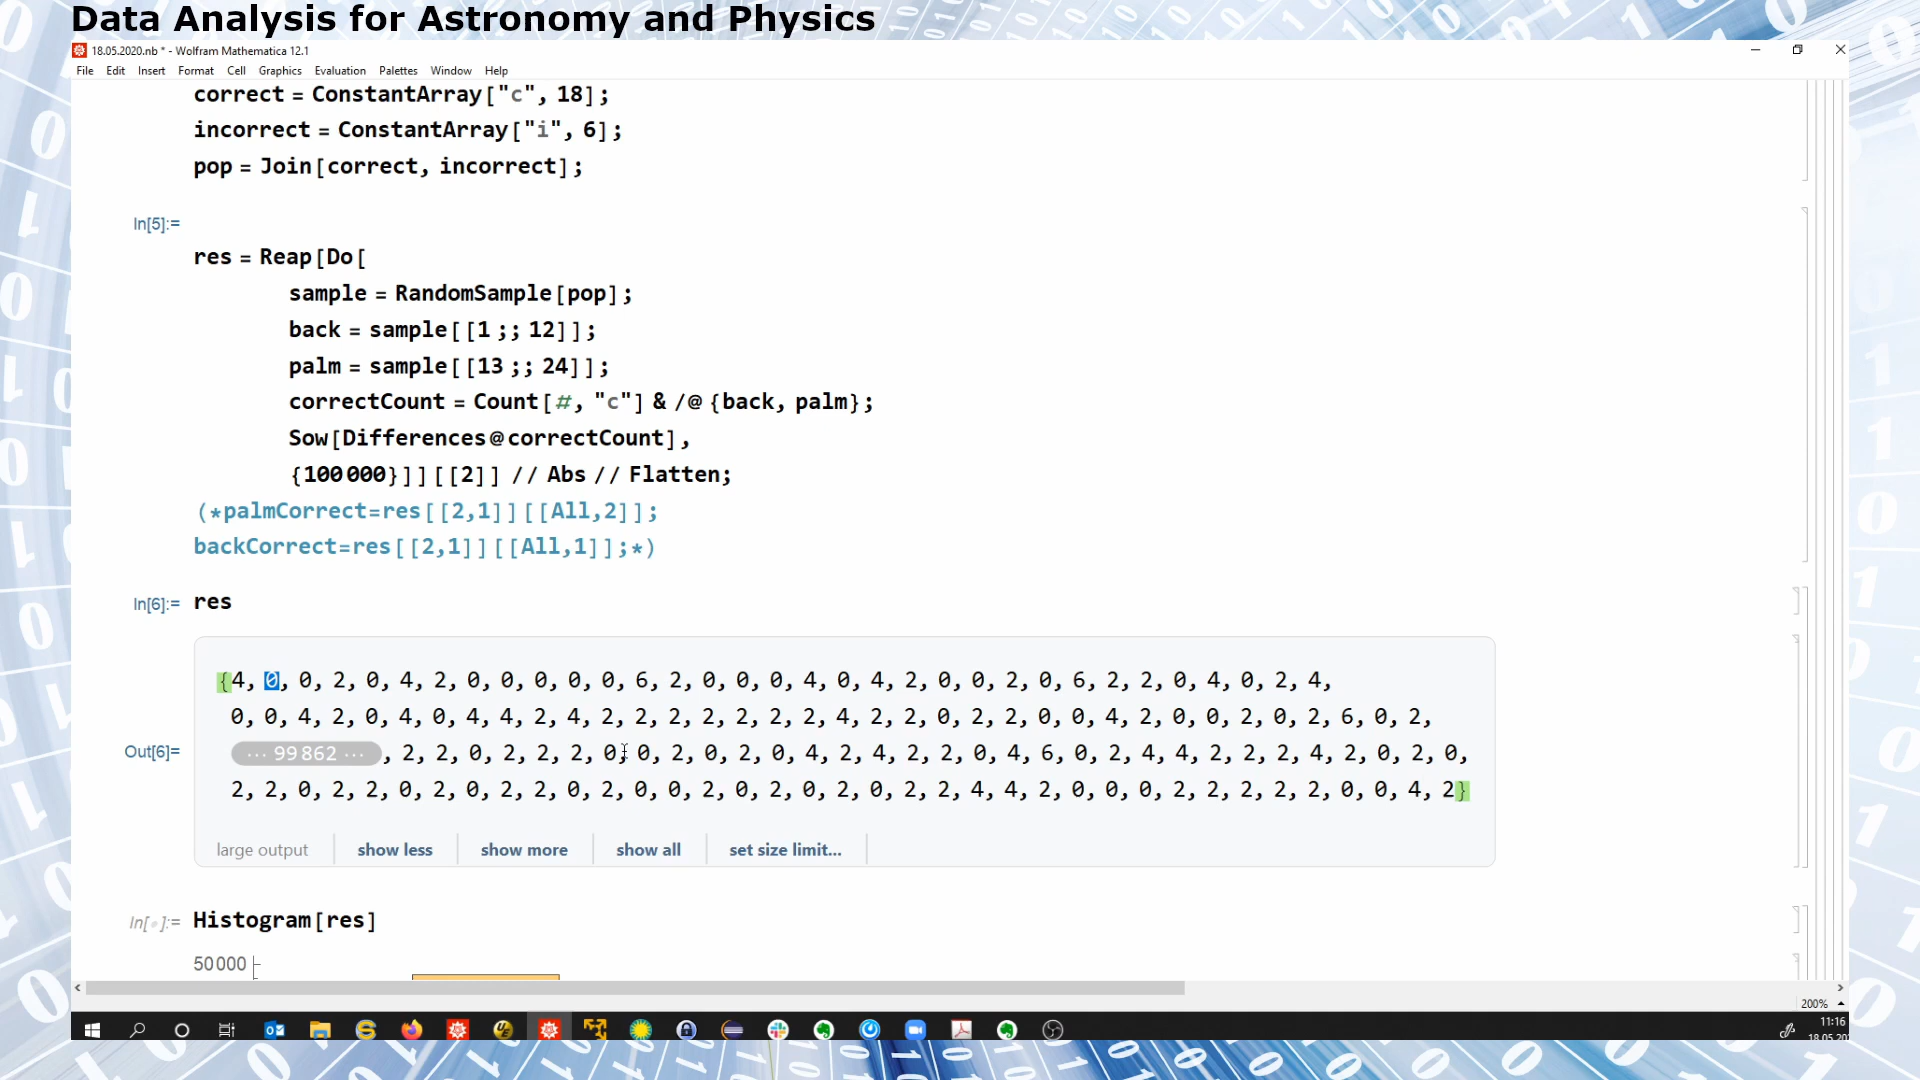 Data Analysis for Astronomy and Physics
18.05.2020.nb * - Wolfram Mathematica 12.1
File Edit Insert Format Cell Graphics Evaluation Palettes Window Help
correct = ConstantArray["c", 18];
incorrect = ConstantArray["i", 6];
pop = Join[correct, incorrect];
In[5]:=
res = Reap[Do[
sample = RandomSample[pop];
back = sample[[1 ;; 12]];
palm = sample[[13 ;; 24]];
correctCount = Count[#, "c"] & /@ {back, palm};
Sow[Differences@correctCount],
{100000}]][[2]] // Abs // Flatten;
(*palmCorrect=res[[2,1]][[All,2]];
backCorrect=res[[2,1]][[All,1]];*)
In[6]:= res
{4, 0, 0, 2, 0, 4, 2, 0, 0, 0, 0, 0, 6, 2, 0, 0, 0, 4, 0, 4, 2, 0, 0, 2, 0, 6, 2, 2, 0, 4, 0, 2, 4,
0, 0, 4, 2, 0, 4, 0, 4, 4, 2, 4, 2, 2, 2, 2, 2, 2, 2, 4, 2, 2, 0, 2, 2, 0, 0, 4, 2, 0, 0, 2, 0, 2, 6, 0, 2,
Out[6]= ··· 99862 ··· , 2, 2, 0, 2, 2, 2, 0, 0, 2, 0, 2, 0, 4, 2, 4, 2, 2, 0, 4, 6, 0, 2, 4, 4, 2, 2, 2, 4, 2, 0, 2, 0,
2, 2, 0, 2, 2, 0, 2, 0, 2, 2, 0, 2, 0, 0, 2, 0, 2, 0, 2, 0, 2, 2, 4, 4, 2, 0, 0, 0, 2, 2, 2, 2, 2, 0, 0, 4, 2}
large output show less show more show all set size limit...
In[∘]:= Histogram[res]
50000
200%
11:16